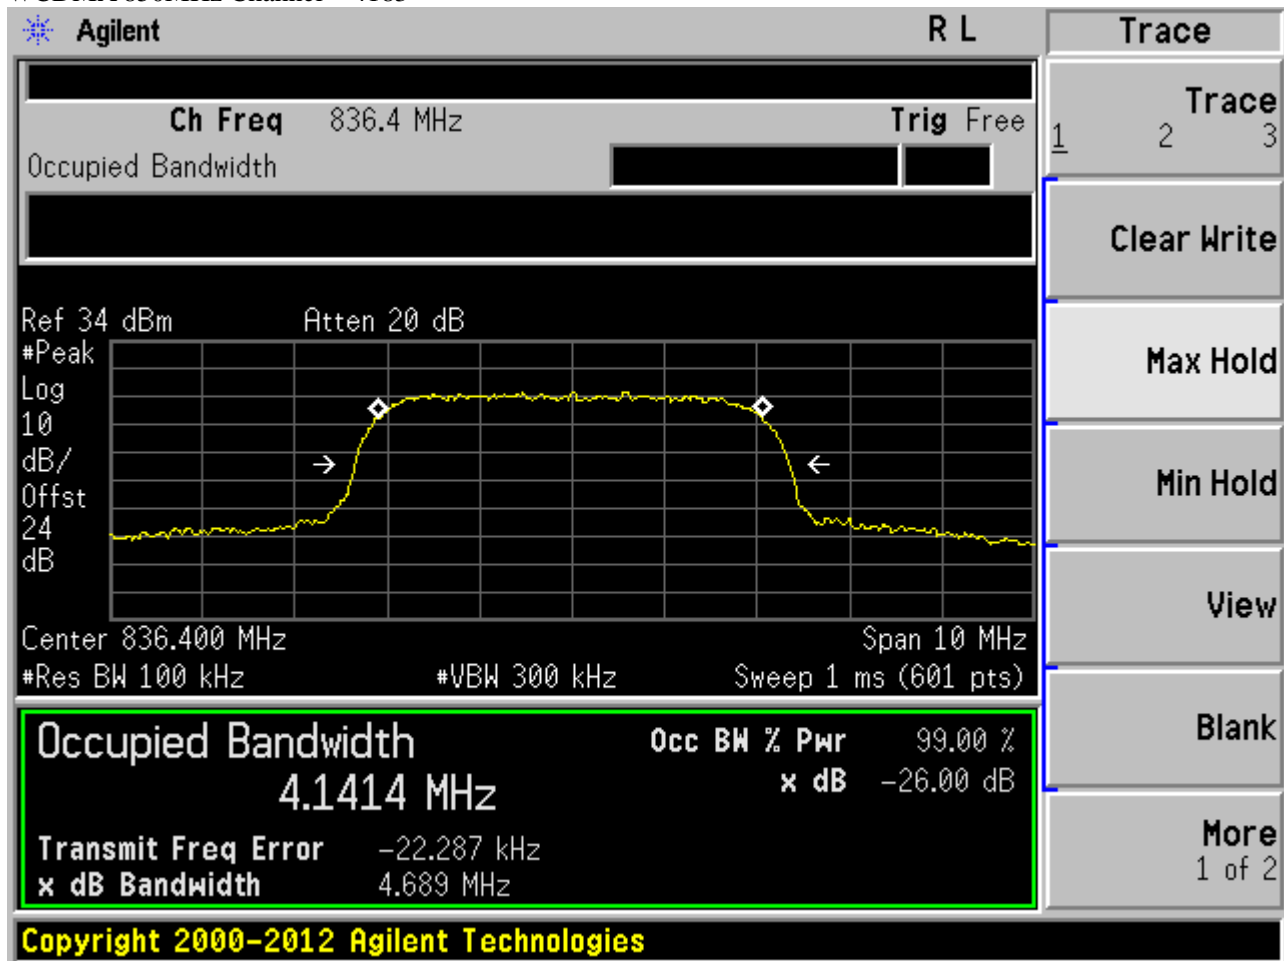 Agilent R L Trace
Ch Freq 836.4 MHz Trig Free
Occupied Bandwidth
Trace
1 2 3
Clear Write
Max Hold
Min Hold
View
Blank
More
1 of 2
Ref 34 dBm Atten 20 dB
#Peak
Log
10
dB/
Offst
24
dB
Center 836.400 MHz Span 10 MHz
#Res BW 100 kHz #VBW 300 kHz Sweep 1 ms (601 pts)
Occupied Bandwidth Occ BW % Pwr 99.00 %
4.1414 MHz x dB -26.00 dB
Transmit Freq Error -22.287 kHz
x dB Bandwidth 4.689 MHz
Copyright 2000-2012 Agilent Technologies